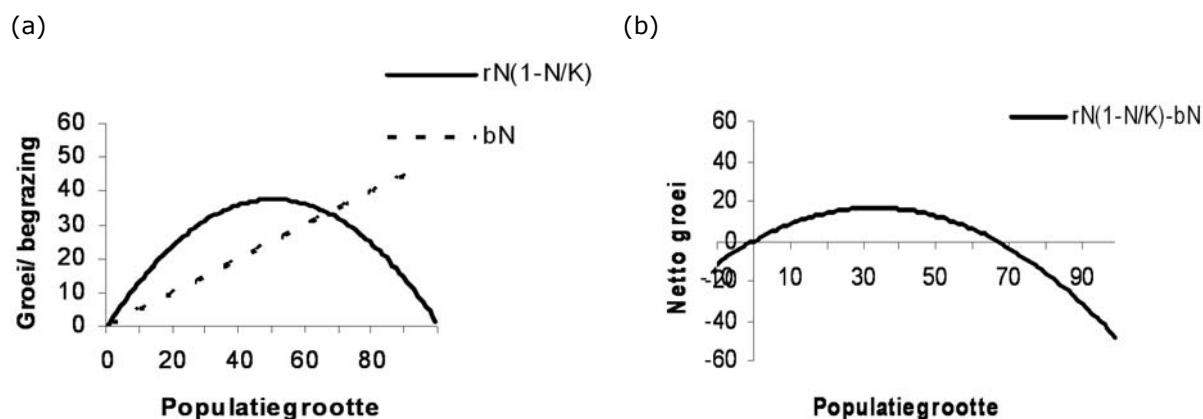 (a)
rN(1-N/K)
bN
Groei/ begrazing
60
50
40
30
20
10
0
0 20 40 60 80
Populatiegrootte
(b)
rN(1-N/K)-bN
Netto groei
60
40
20
0
-20
-40
-60
-10 10 30 50 70 90
Populatiegrootte